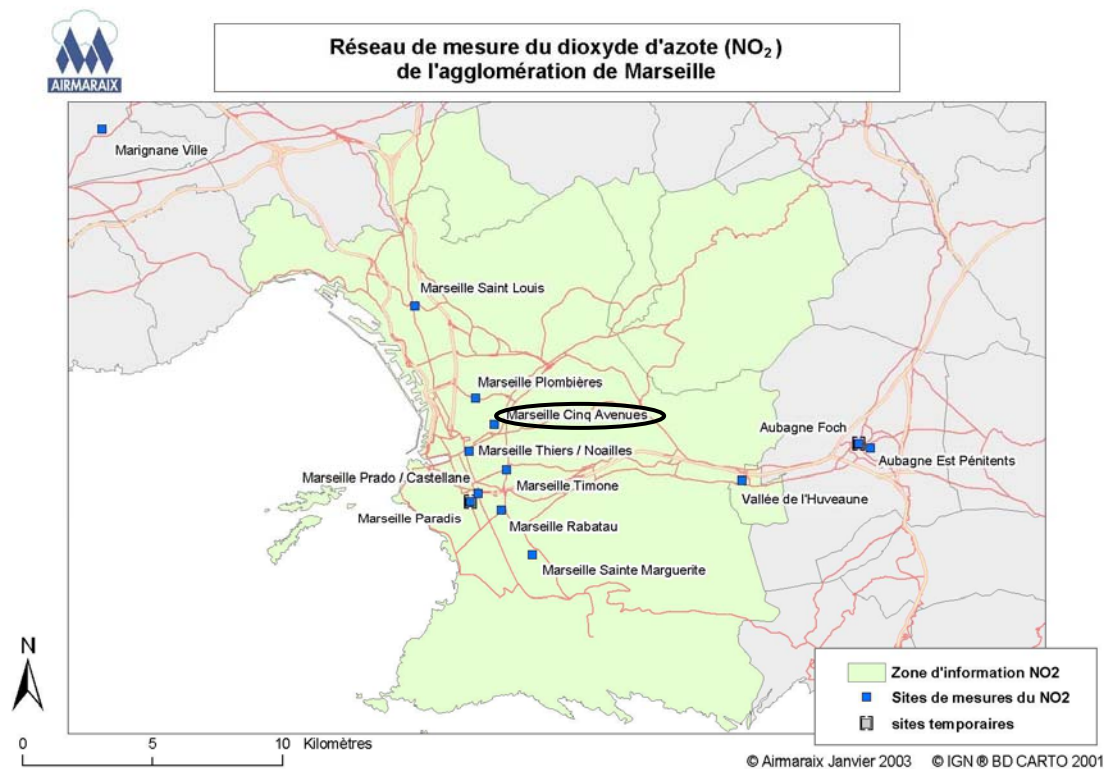 AIRMARAIX
Réseau de mesure du dioxyde d'azote (NO₂)
de l'agglomération de Marseille
Marignane Ville
Marseille Saint Louis
Marseille Plombières
Marseille Cinq Avenues
Aubagne Foch
Marseille Thiers / Noailles
Aubagne Est Pénitents
Marseille Prado / Castellane
Marseille Timone
Vallée de l'Huveaune
Marseille Paradis
Marseille Rabatau
Marseille Sainte Marguerite
N
Zone d'information NO2
Sites de mesures du NO2
sites temporaires
0 5 10 Kilomètres
© Airmaraix Janvier 2003 © IGN ® BD CARTO 2001